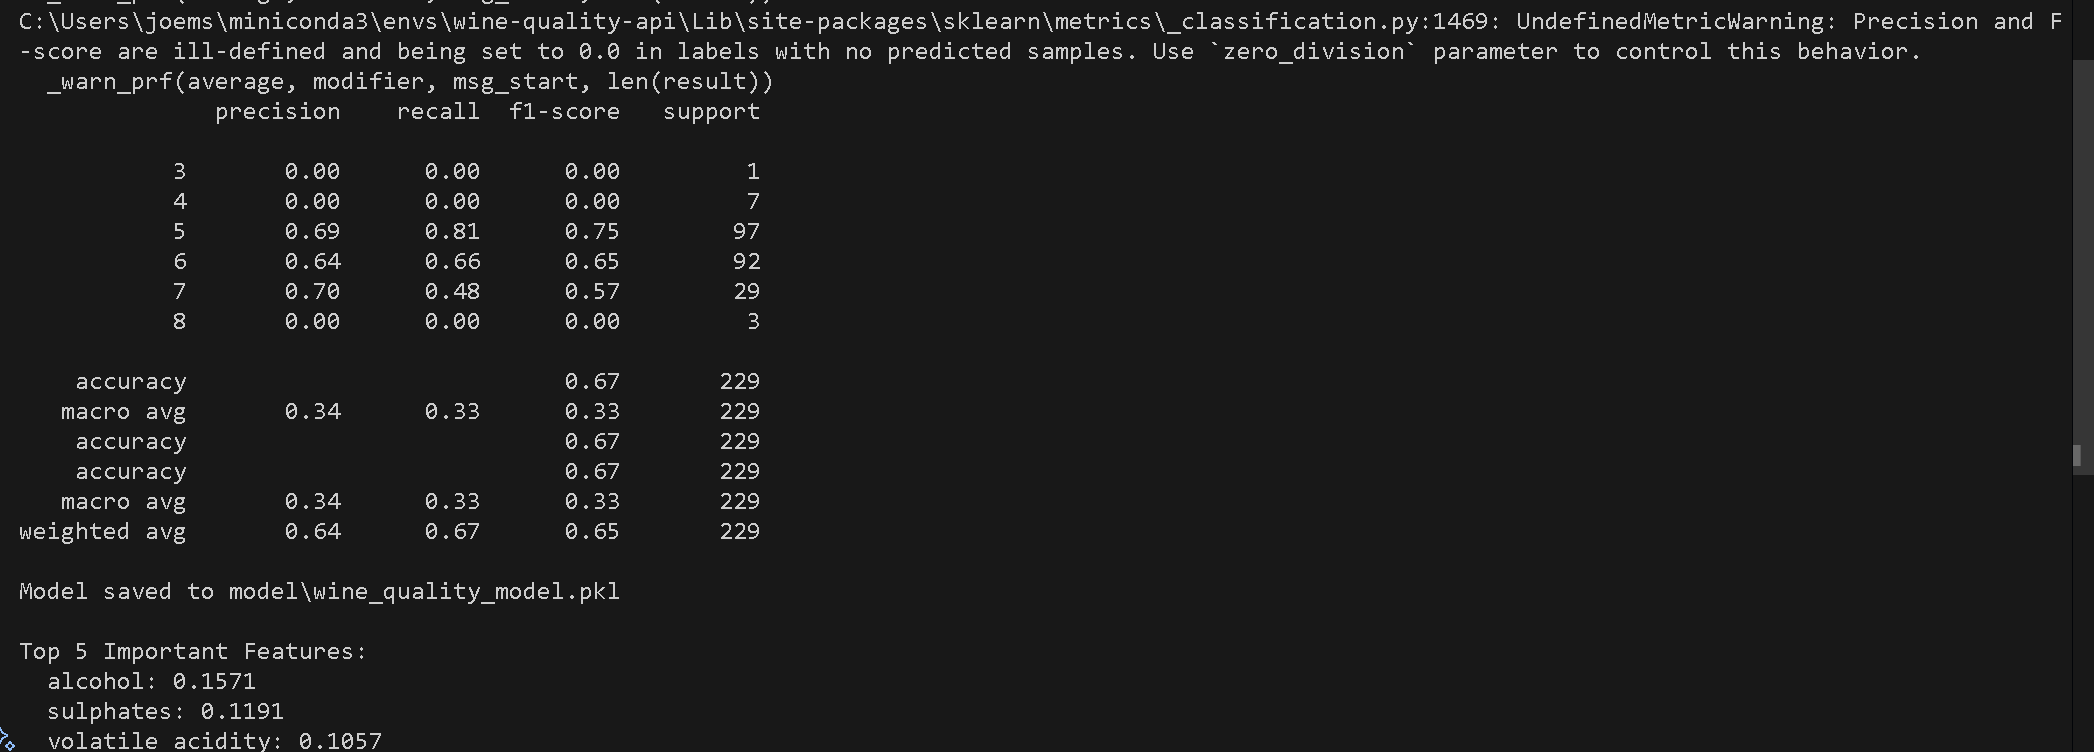 C:\Users\joems\miniconda3\envs\wine-quality-api\Lib\site-packages\sklearn\metrics\_classification.py:1469: UndefinedMetricWarning: Precision and F
-score are ill-defined and being set to 0.0 in labels with no predicted samples. Use `zero_division` parameter to control this behavior.
  _warn_prf(average, modifier, msg_start, len(result))
              precision    recall  f1-score   support

           3       0.00      0.00      0.00         1
           4       0.00      0.00      0.00         7
           5       0.69      0.81      0.75        97
           6       0.64      0.66      0.65        92
           7       0.70      0.48      0.57        29
           8       0.00      0.00      0.00         3

    accuracy                           0.67       229
   macro avg       0.34      0.33      0.33       229
    accuracy                           0.67       229
    accuracy                           0.67       229
   macro avg       0.34      0.33      0.33       229
weighted avg       0.64      0.67      0.65       229

Model saved to model\wine_quality_model.pkl

Top 5 Important Features:
  alcohol: 0.1571
  sulphates: 0.1191
  volatile acidity: 0.1057